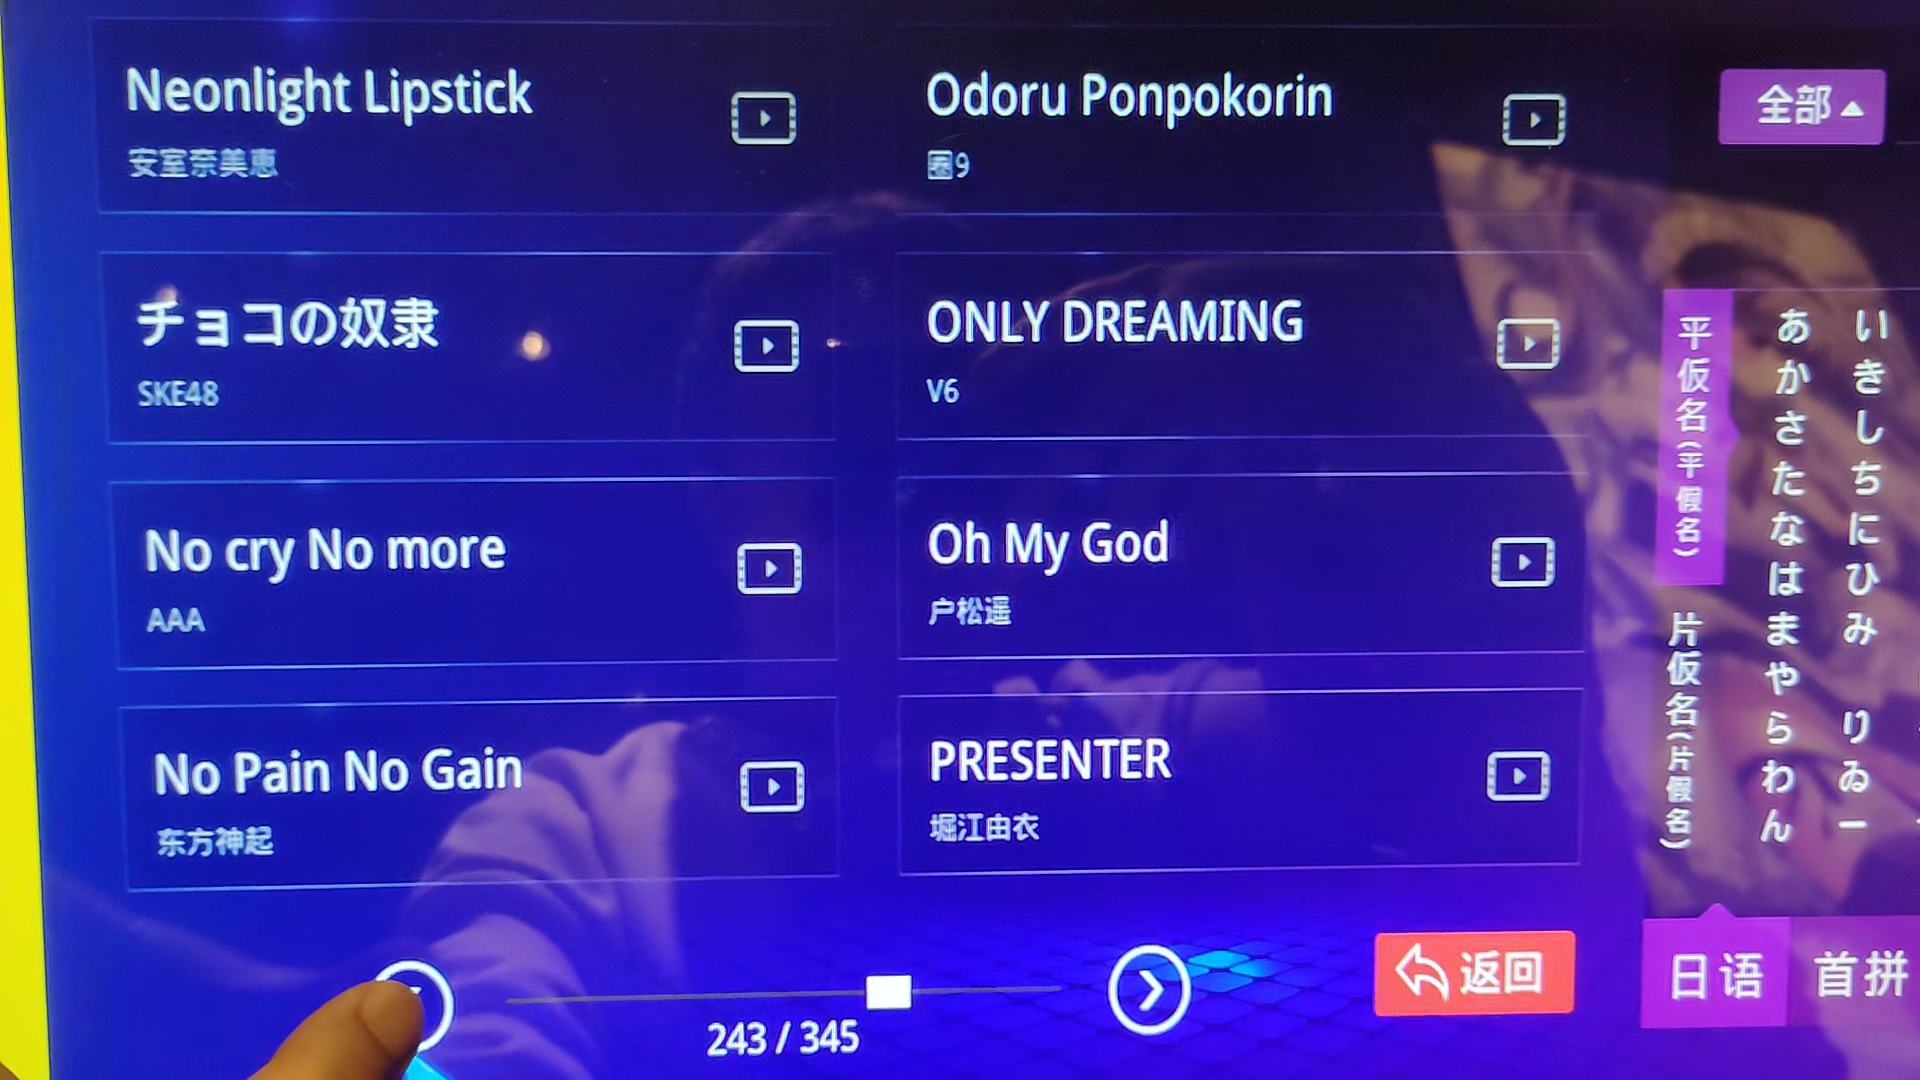 Neonlight Lipstick
安室奈美恵
Odoru Ponpokorin
圈9
チョコの奴隷
SKE48
ONLY DREAMING
V6
No cry No more
AAA
Oh My God
户松遥
No Pain No Gain
东方神起
PRESENTER
堀江由衣
243 / 345
返回
全部
平仮名(平假名)
片仮名(片假名)
あかさたなはまやらわん
いきしちにひみ りゐー
日语
首拼